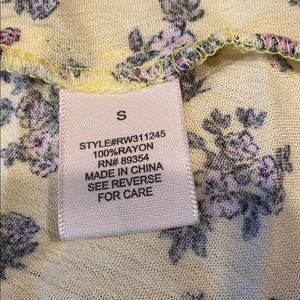 S
STYLE#RW311245
100%RAYON
RN# 89354
MADE IN CHINA
SEE REVERSE
FOR CARE